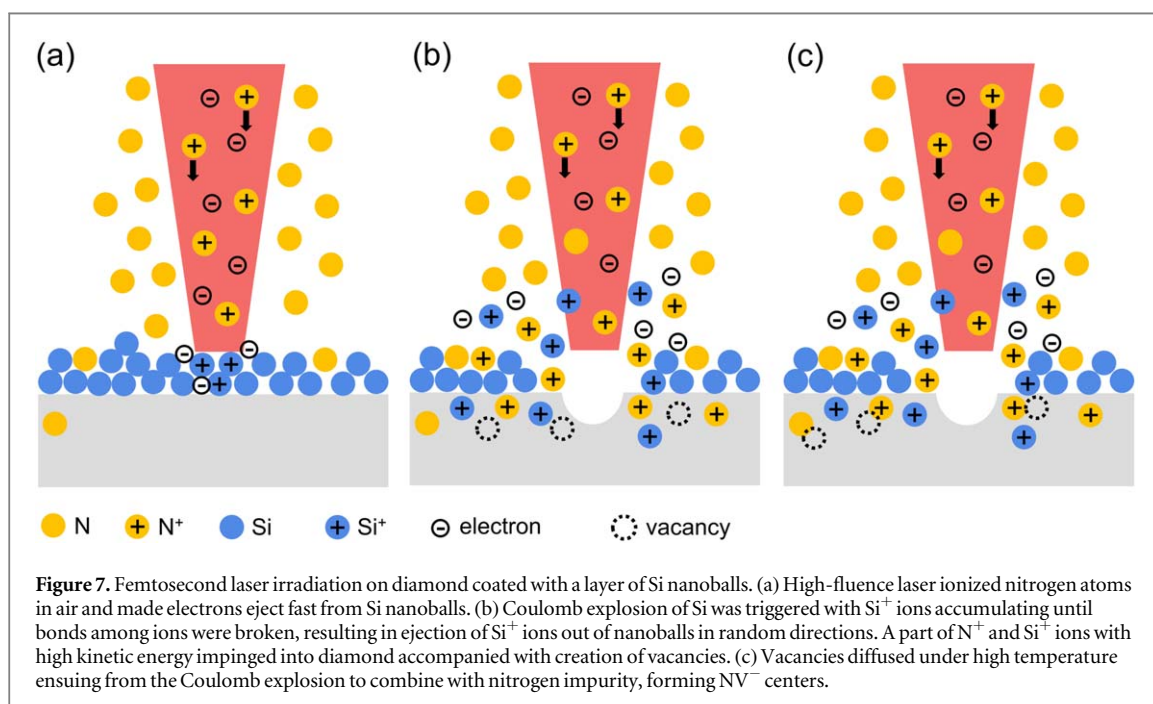 (a) (b) (c)
N N⁺ Si Si⁺ electron vacancy
Figure 7. Femtosecond laser irradiation on diamond coated with a layer of Si nanoballs. (a) High-fluence laser ionized nitrogen atoms
in air and made electrons eject fast from Si nanoballs. (b) Coulomb explosion of Si was triggered with Si⁺ ions accumulating until
bonds among ions were broken, resulting in ejection of Si⁺ ions out of nanoballs in random directions. A part of N⁺ and Si⁺ ions with
high kinetic energy impinged into diamond accompanied with creation of vacancies. (c) Vacancies diffused under high temperature
ensuing from the Coulomb explosion to combine with nitrogen impurity, forming NV⁻ centers.